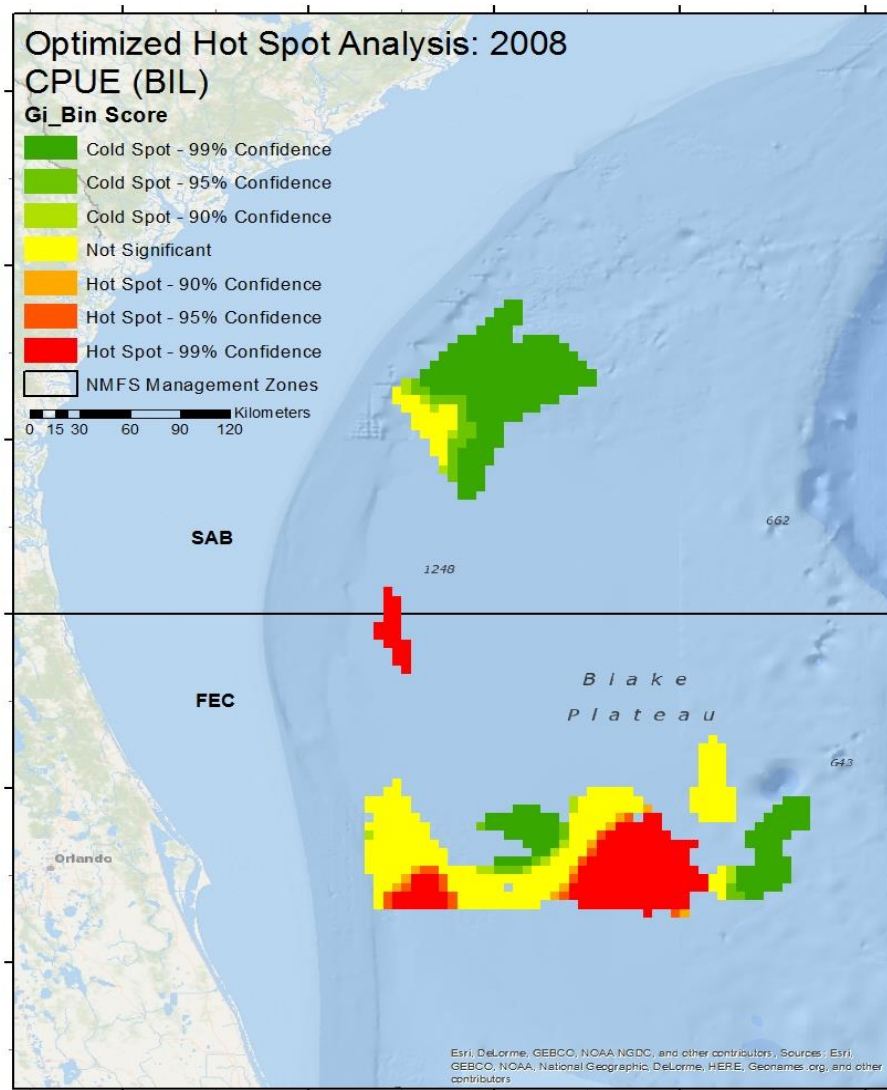 Optimized Hot Spot Analysis: 2008
CPUE (BIL)
Gi_Bin Score
Cold Spot - 99% Confidence
Cold Spot - 95% Confidence
Cold Spot - 90% Confidence
Not Significant
Hot Spot - 90% Confidence
Hot Spot - 95% Confidence
Hot Spot - 99% Confidence
NMFS Management Zones
Kilometers
0 15 30 60 90 120
662
SAB
1248
Blake
FEC
Plateau
643
Orlando
Esri, DeLorme, GEBCO, NOAA NGDC, and other contributors, Sources: Esri,
GEBCO, NOAA, National Geographic, DeLorme, HERE, Geonames.org, and other
contributors